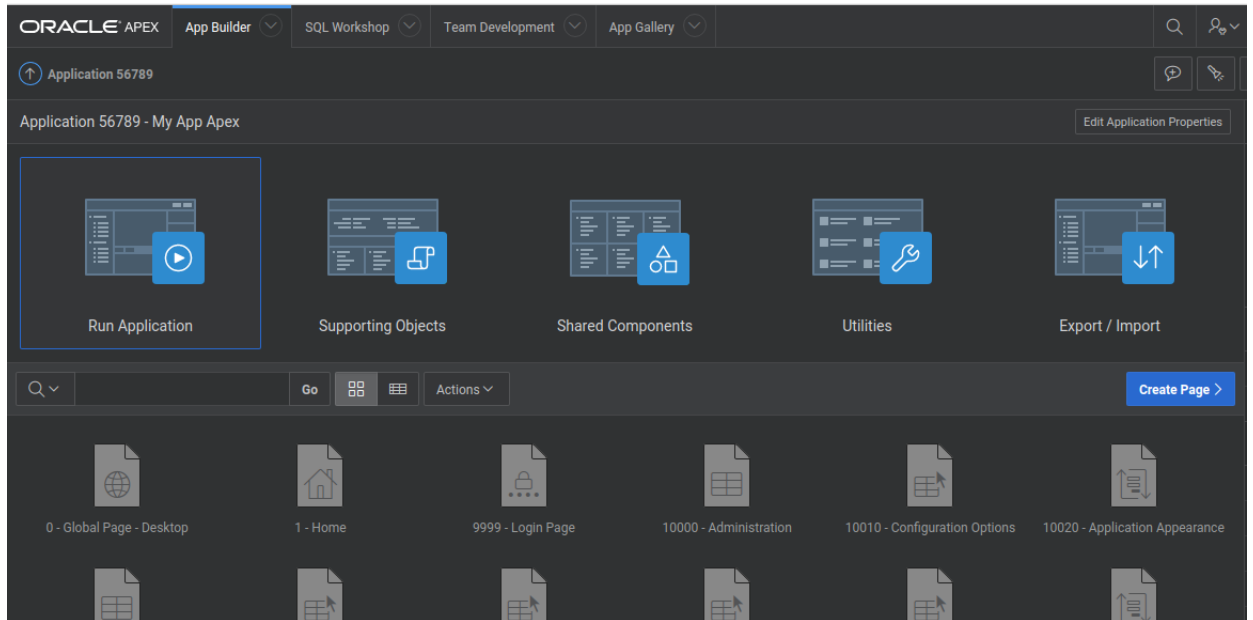 ORACLE APEX App Builder SQL Workshop Team Development App Gallery
Application 56789
Application 56789 - My App Apex Edit Application Properties
Run Application Supporting Objects Shared Components Utilities Export / Import
Go Actions Create Page
0 - Global Page - Desktop 1 - Home 9999 - Login Page 10000 - Administration 10010 - Configuration Options 10020 - Application Appearance